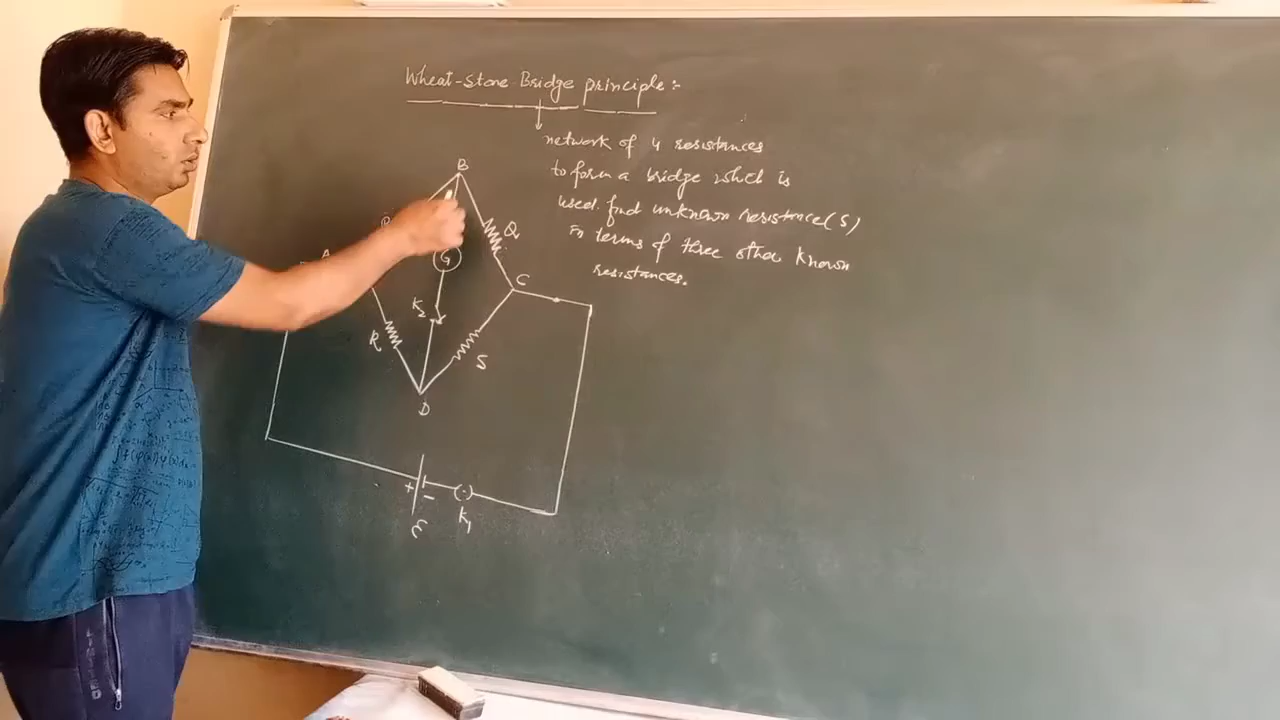 Wheat-stone Bridge principle:-
network of 4 resistances
to form a bridge which is
used find unknown resistance (S)
in terms of three other known
resistances.
B
P
Q
A
G
C
K2
R
S
D
+ -
ε
K1